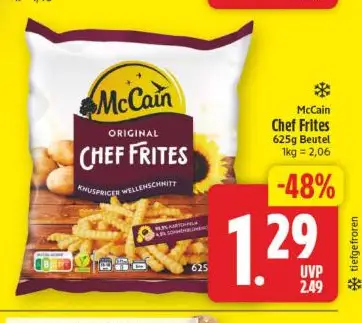 McCain
ORIGINAL
CHEF FRITES
KNUSPRIGER WELLENSCHNITT
625
McCain
Chef Frites
625g Beutel
1kg = 2,06
-48%
1.29
UVP
2.49
tiefgefroren